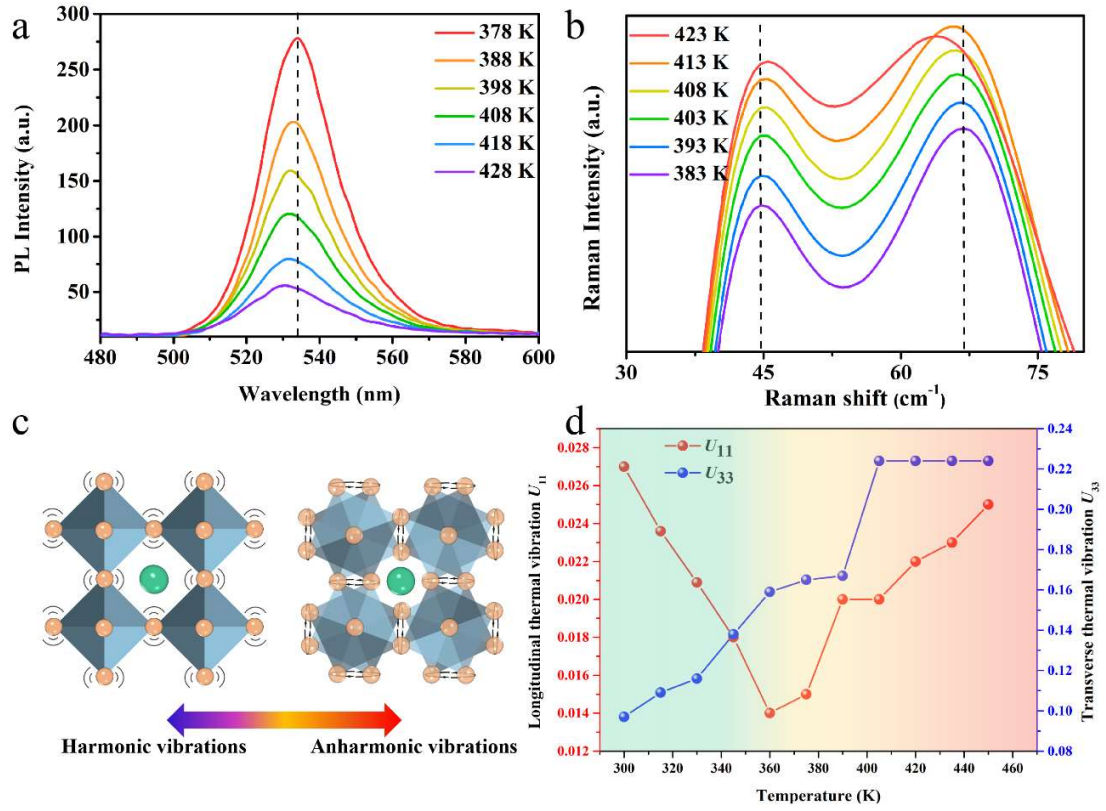 a
300
250
200
150
100
50
PL Intensity (a.u.)
378 K
388 K
398 K
408 K
418 K
428 K
480 500 520 540 560 580 600
Wavelength (nm)
b
Raman Intensity (a.u.)
423 K
413 K
408 K
403 K
393 K
383 K
30 45 60 75
Raman shift (cm⁻¹)
c
Harmonic vibrations
Anharmonic vibrations
d
Longitudinal thermal vibration U₁₁
0.028
0.026
0.024
0.022
0.020
0.018
0.016
0.014
0.012
U₁₁
U₃₃
0.24
0.22
0.20
0.18
0.16
0.14
0.12
0.10
0.08
Transverse thermal vibration U₃₃
300 320 340 360 380 400 420 440 460
Temperature (K)